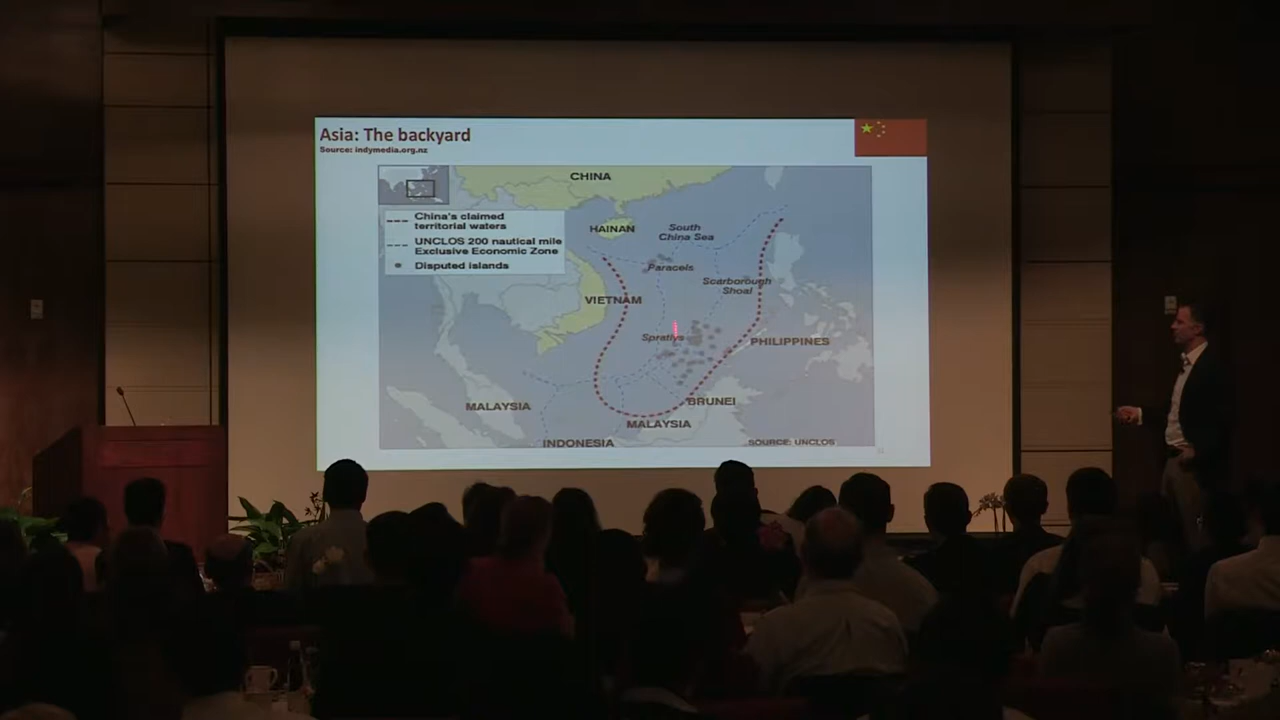 Asia: The backyard
Source: indymedia.org.nz
CHINA
China's claimed
territorial waters
UNCLOS 200 nautical mile
Exclusive Economic Zone
Disputed islands
HAINAN
South
China Sea
Paracels
Scarborough
Shoal
VIETNAM
Spratlys
PHILIPPINES
MALAYSIA
BRUNEI
MALAYSIA
INDONESIA
SOURCE: UNCLOS